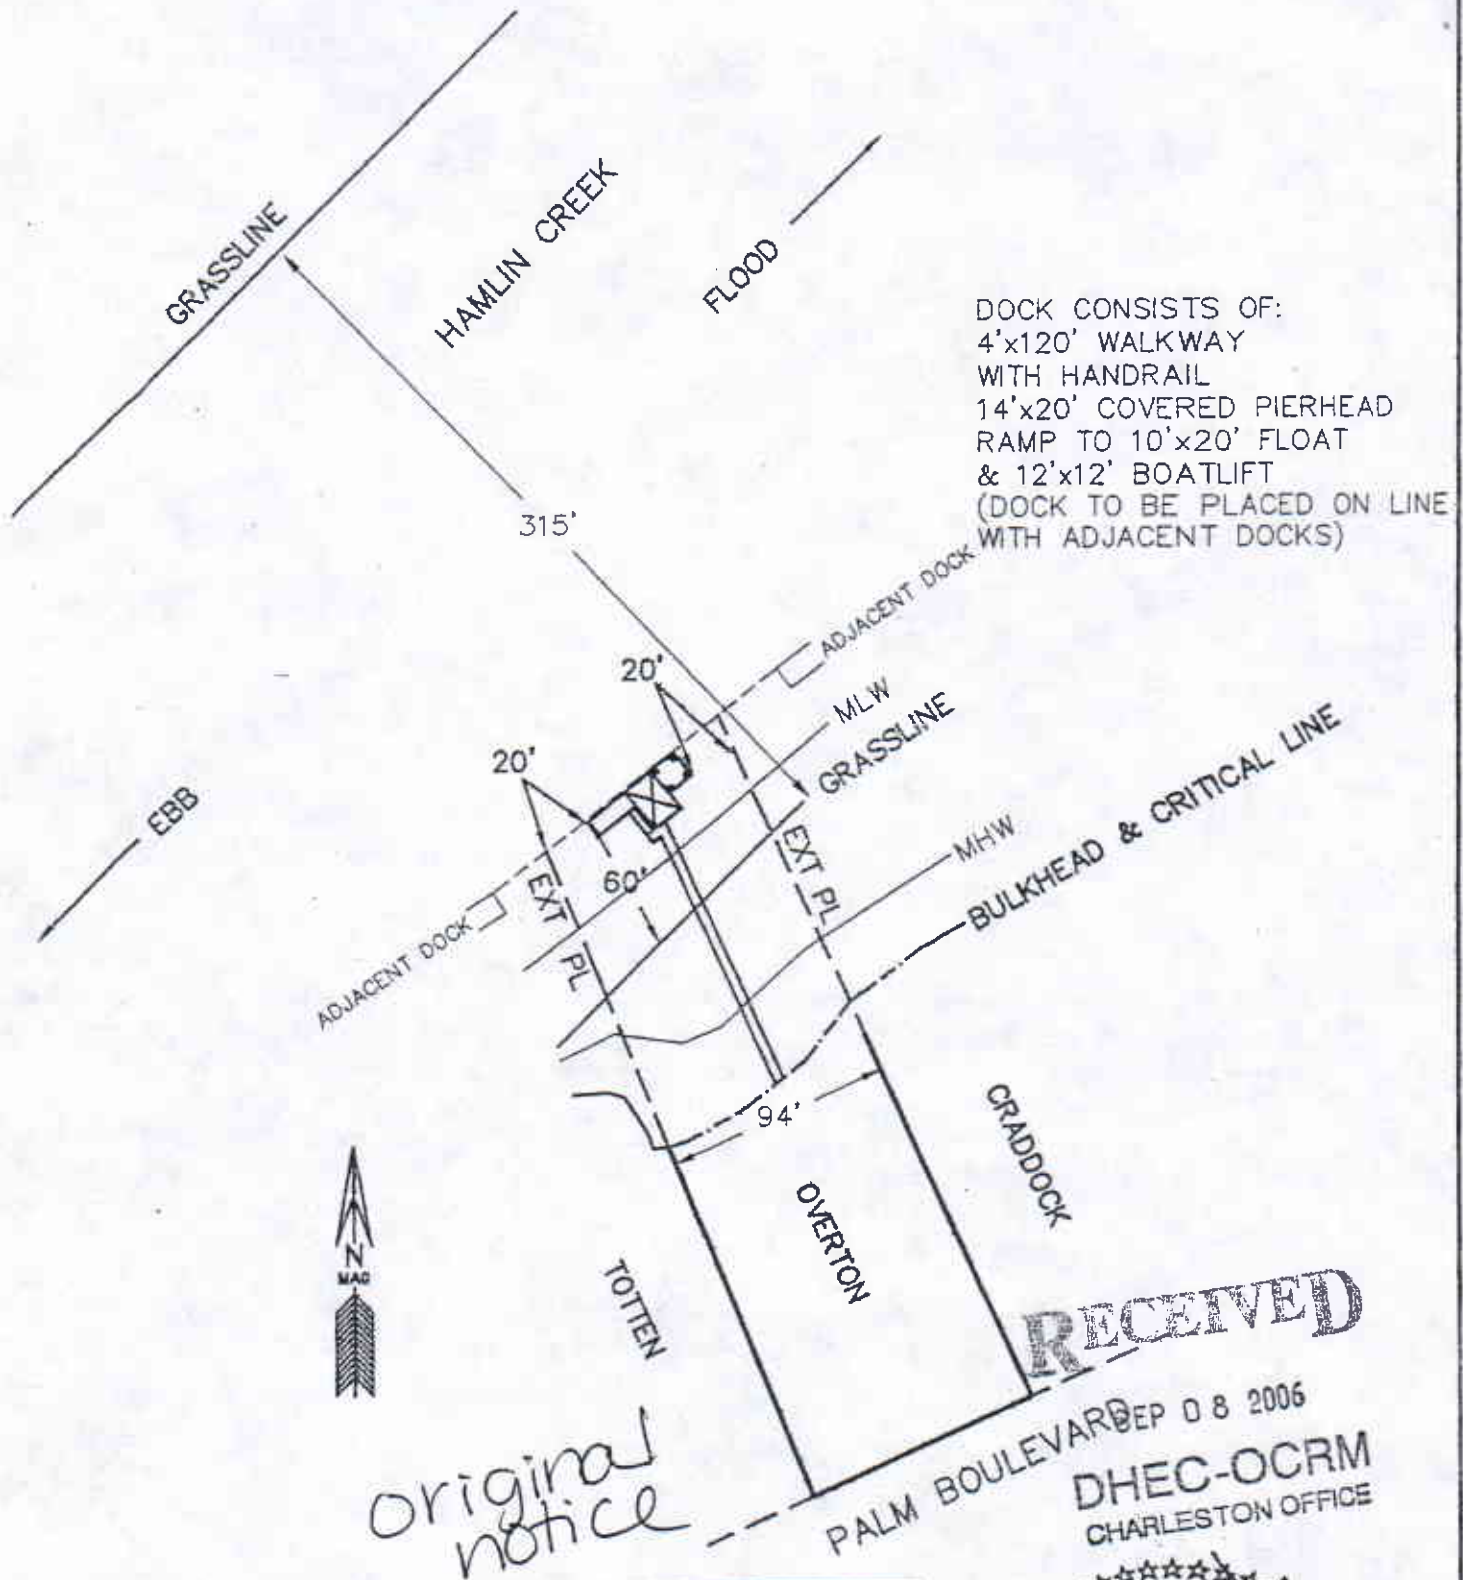 GRASSLINE
HAMLIN CREEK
FLOOD
DOCK CONSISTS OF:
4'x120' WALKWAY
WITH HANDRAIL
14'x20' COVERED PIERHEAD
RAMP TO 10'x20' FLOAT
& 12'x12' BOATLIFT
(DOCK TO BE PLACED ON LINE
WITH ADJACENT DOCKS)
315'
ADJACENT DOCK
20'
MLW
GRASSLINE
20'
EBB
BULKHEAD & CRITICAL LINE
MHW
EXT PL
60'
EXT PL
ADJACENT DOCK
94'
CRADDOCK
OVERTON
TOTTEN
N
MAG
RECEIVED
SEP 08 2006
PALM BOULEVARD
DHEC-OCRM
CHARLESTON OFFICE
original
notice